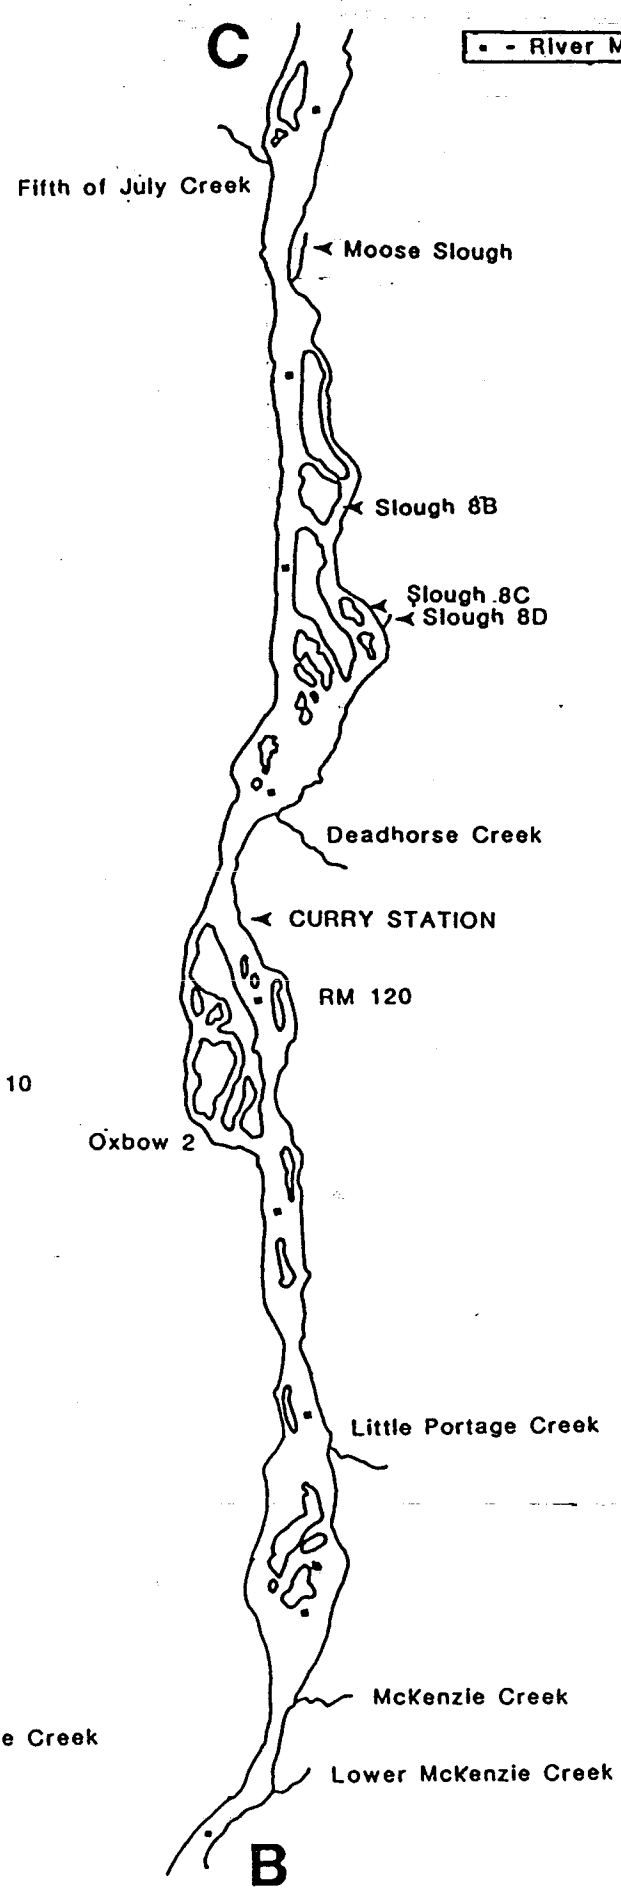 C
▪ - River M
Fifth of July Creek
Moose Slough
Slough 8B
Slough 8C
Slough 8D
Deadhorse Creek
CURRY STATION
RM 120
10
Oxbow 2
Little Portage Creek
McKenzie Creek
e Creek
Lower McKenzie Creek
B